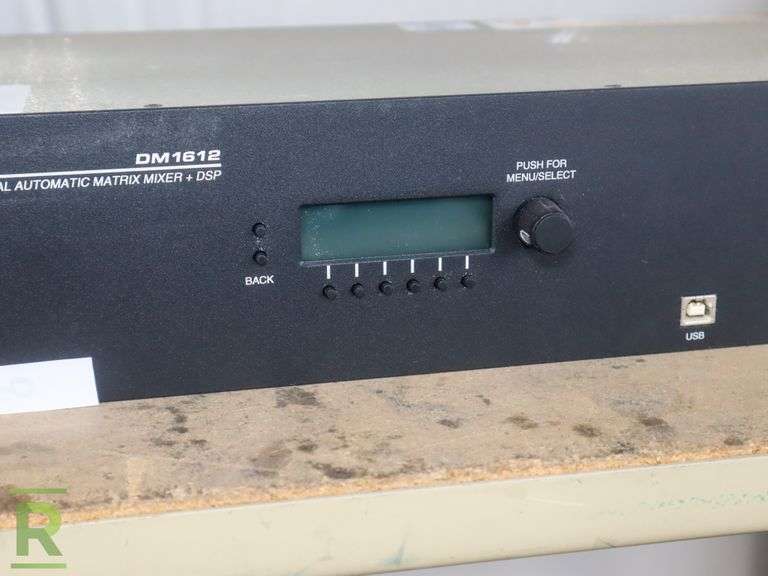 DM1612
AL AUTOMATIC MATRIX MIXER + DSP
PUSH FOR
MENU/SELECT
BACK
USB
R